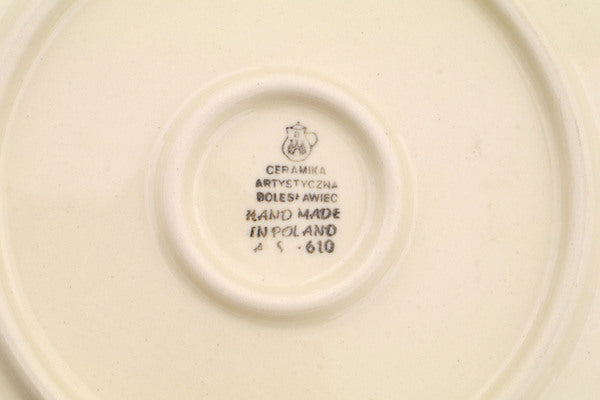 CERAMIKA
ARTYSTYCZNA
BOLESŁAWIEC
HAND MADE
IN POLAND
A S -610